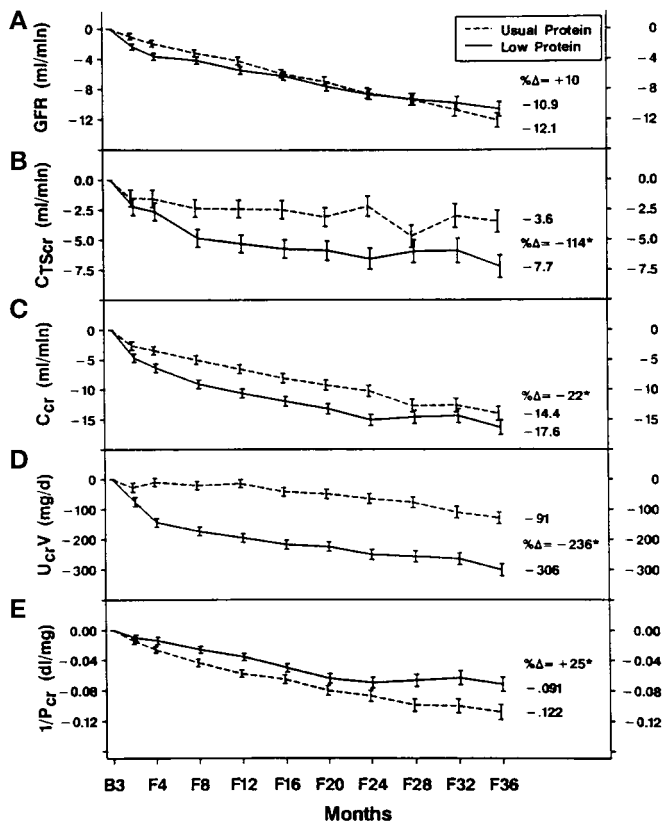 A
GFR (ml/min)
0
−4
−8
−12
Usual Protein
Low Protein
%Δ= +10
−10.9
−12.1
0
−4
−8
−12
B
CTScr (ml/min)
0.0
−2.5
−5.0
−7.5
−3.6
%Δ= −114*
−7.7
0.0
−2.5
−5.0
−7.5
C
Ccr (ml/min)
0
−5
−10
−15
%Δ= −22*
−14.4
−17.6
0
−5
−10
−15
D
UcrV (mg/d)
0
−100
−200
−300
−91
%Δ= −236*
−306
0
−100
−200
−300
E
1/Pcr (dl/mg)
0.00
−0.04
−0.08
−0.12
%Δ= +25*
−.091
−.122
0.00
−0.04
−0.08
−0.12
B3 F4 F8 F12 F16 F20 F24 F28 F32 F36
Months